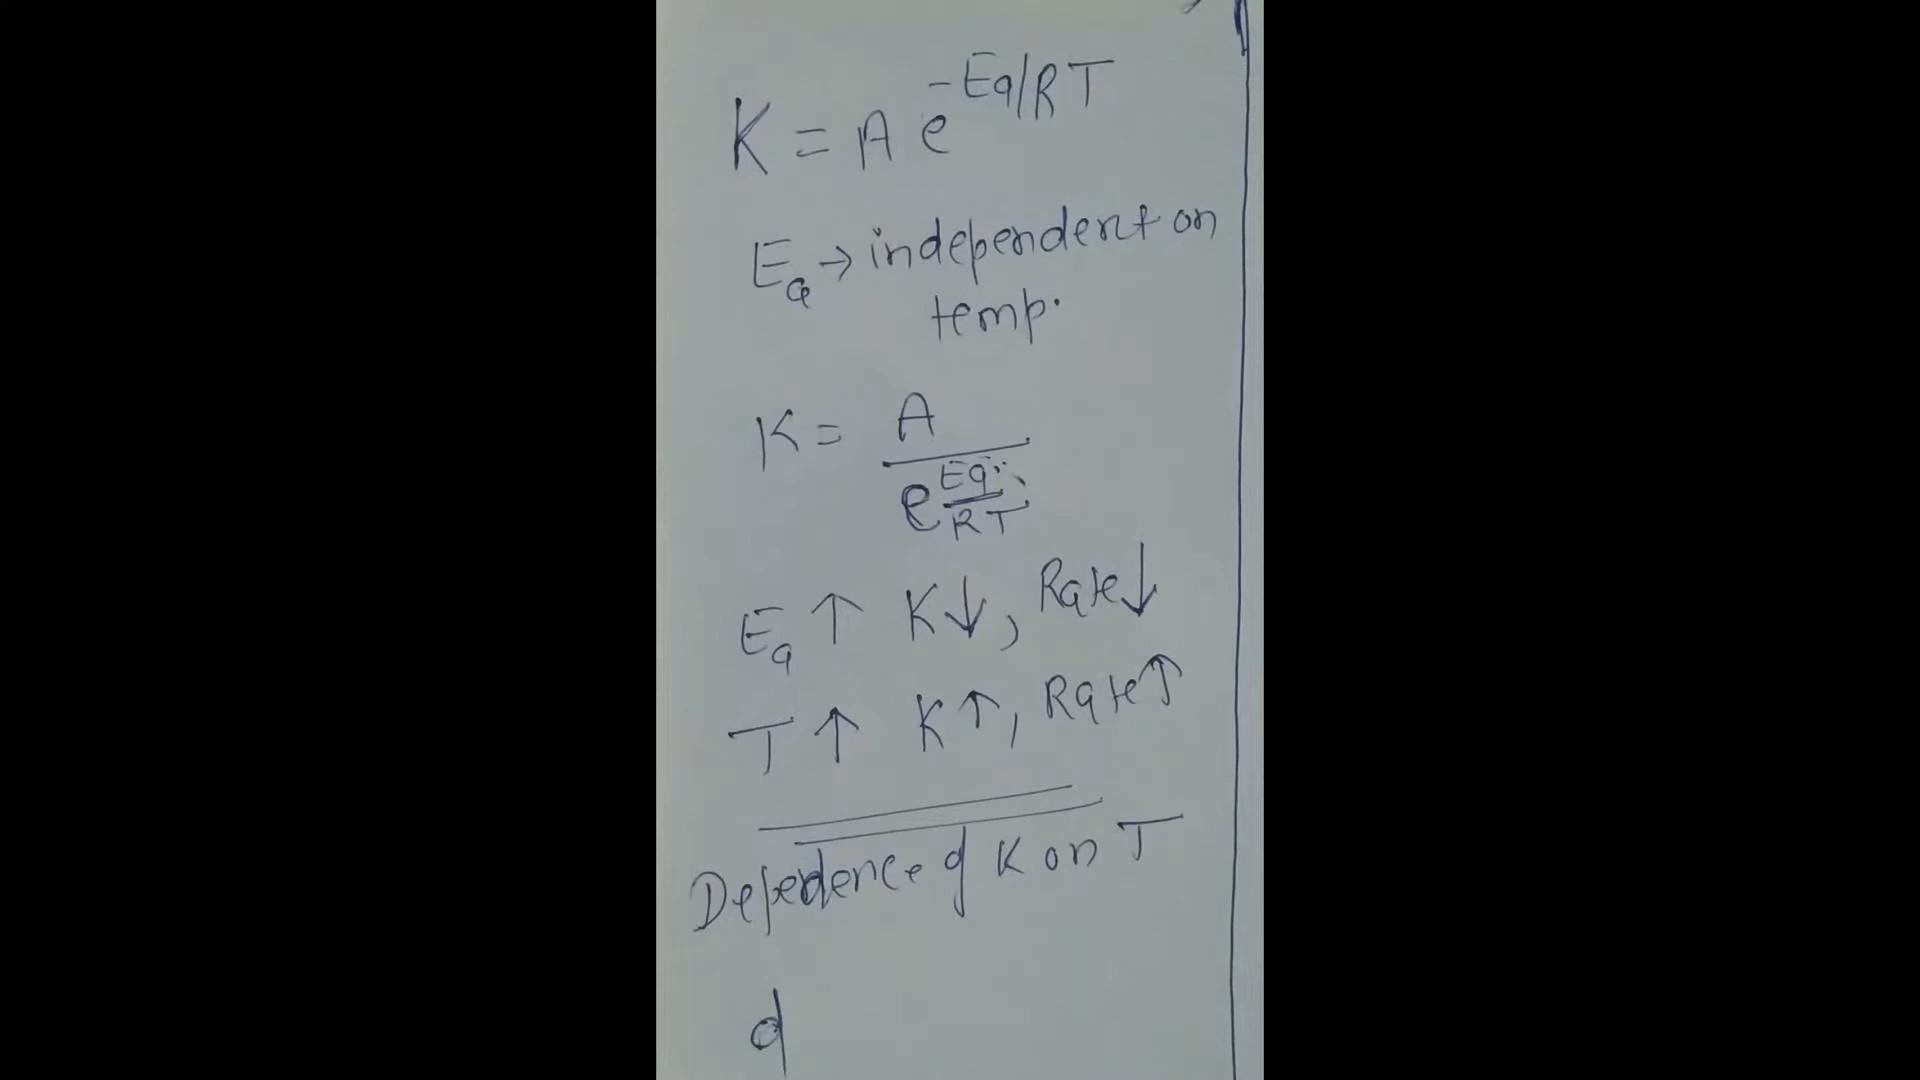 K = A e^{-Ea/RT}
Ea → independent on
temp.
K = A / e^{Ea/RT}
Ea ↑ K↓, Rate↓
T ↑ K↑, Rate↑
Dependence of K on T
d